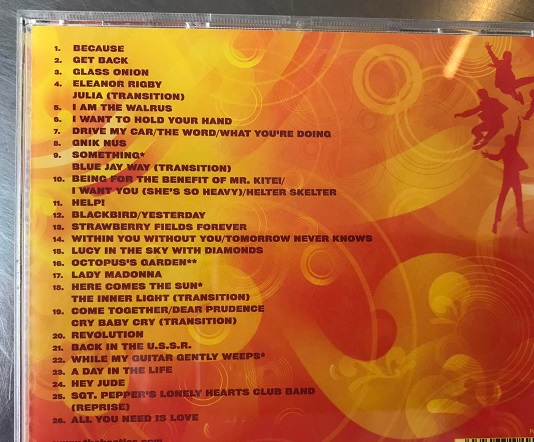 1. BECAUSE
2. GET BACK
3. GLASS ONION
4. ELEANOR RIGBY
JULIA (TRANSITION)
5. I AM THE WALRUS
6. I WANT TO HOLD YOUR HAND
7. DRIVE MY CAR/THE WORD/WHAT YOU'RE DOING
8. GNIK NUS
9. SOMETHING*
BLUE JAY WAY (TRANSITION)
10. BEING FOR THE BENEFIT OF MR. KITE!/
I WANT YOU (SHE'S SO HEAVY)/HELTER SKELTER
11. HELP!
12. BLACKBIRD/YESTERDAY
13. STRAWBERRY FIELDS FOREVER
14. WITHIN YOU WITHOUT YOU/TOMORROW NEVER KNOWS
15. LUCY IN THE SKY WITH DIAMONDS
16. OCTOPUS'S GARDEN**
17. LADY MADONNA
18. HERE COMES THE SUN*
THE INNER LIGHT (TRANSITION)
19. COME TOGETHER/DEAR PRUDENCE
CRY BABY CRY (TRANSITION)
20. REVOLUTION
21. BACK IN THE U.S.S.R.
22. WHILE MY GUITAR GENTLY WEEPS*
23. A DAY IN THE LIFE
24. HEY JUDE
25. SGT. PEPPER'S LONELY HEARTS CLUB BAND
(REPRISE)
26. ALL YOU NEED IS LOVE